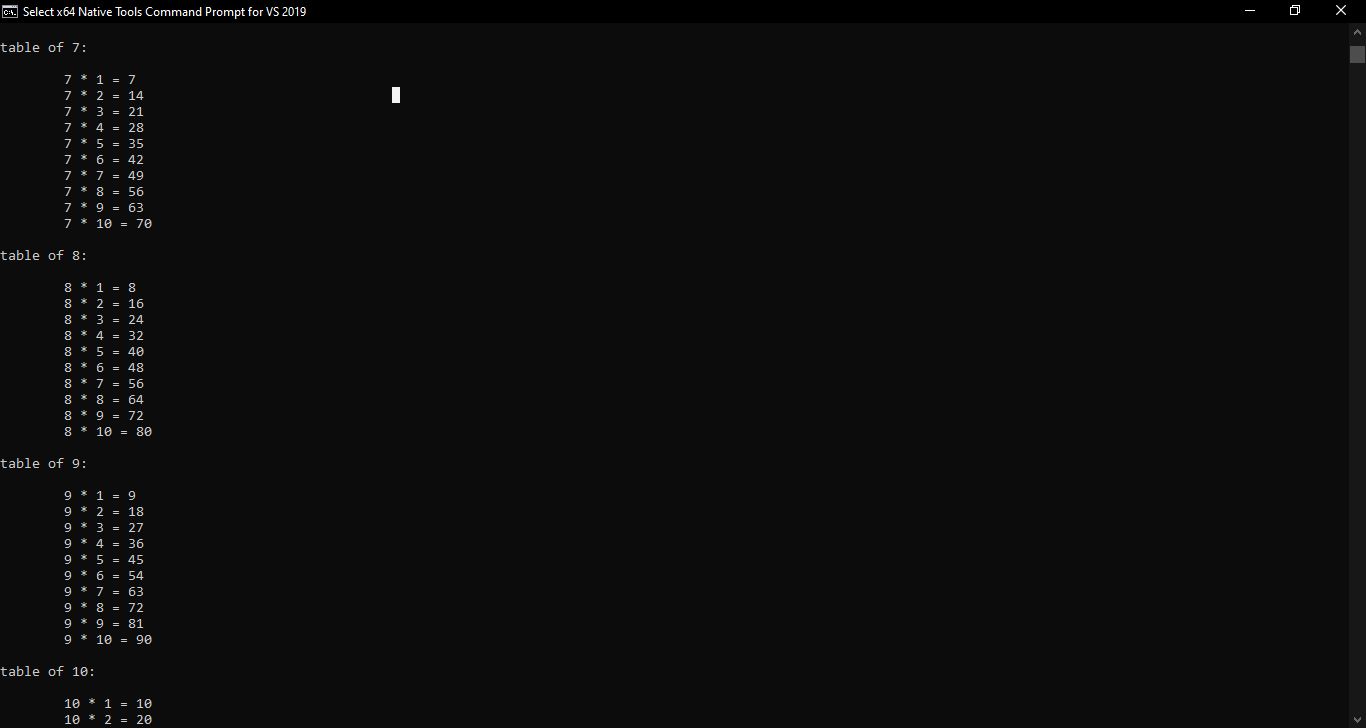 Select x64 Native Tools Command Prompt for VS 2019
table of 7:
7 * 1 = 7
7 * 2 = 14
7 * 3 = 21
7 * 4 = 28
7 * 5 = 35
7 * 6 = 42
7 * 7 = 49
7 * 8 = 56
7 * 9 = 63
7 * 10 = 70
table of 8:
8 * 1 = 8
8 * 2 = 16
8 * 3 = 24
8 * 4 = 32
8 * 5 = 40
8 * 6 = 48
8 * 7 = 56
8 * 8 = 64
8 * 9 = 72
8 * 10 = 80
table of 9:
9 * 1 = 9
9 * 2 = 18
9 * 3 = 27
9 * 4 = 36
9 * 5 = 45
9 * 6 = 54
9 * 7 = 63
9 * 8 = 72
9 * 9 = 81
9 * 10 = 90
table of 10:
10 * 1 = 10
10 * 2 = 20